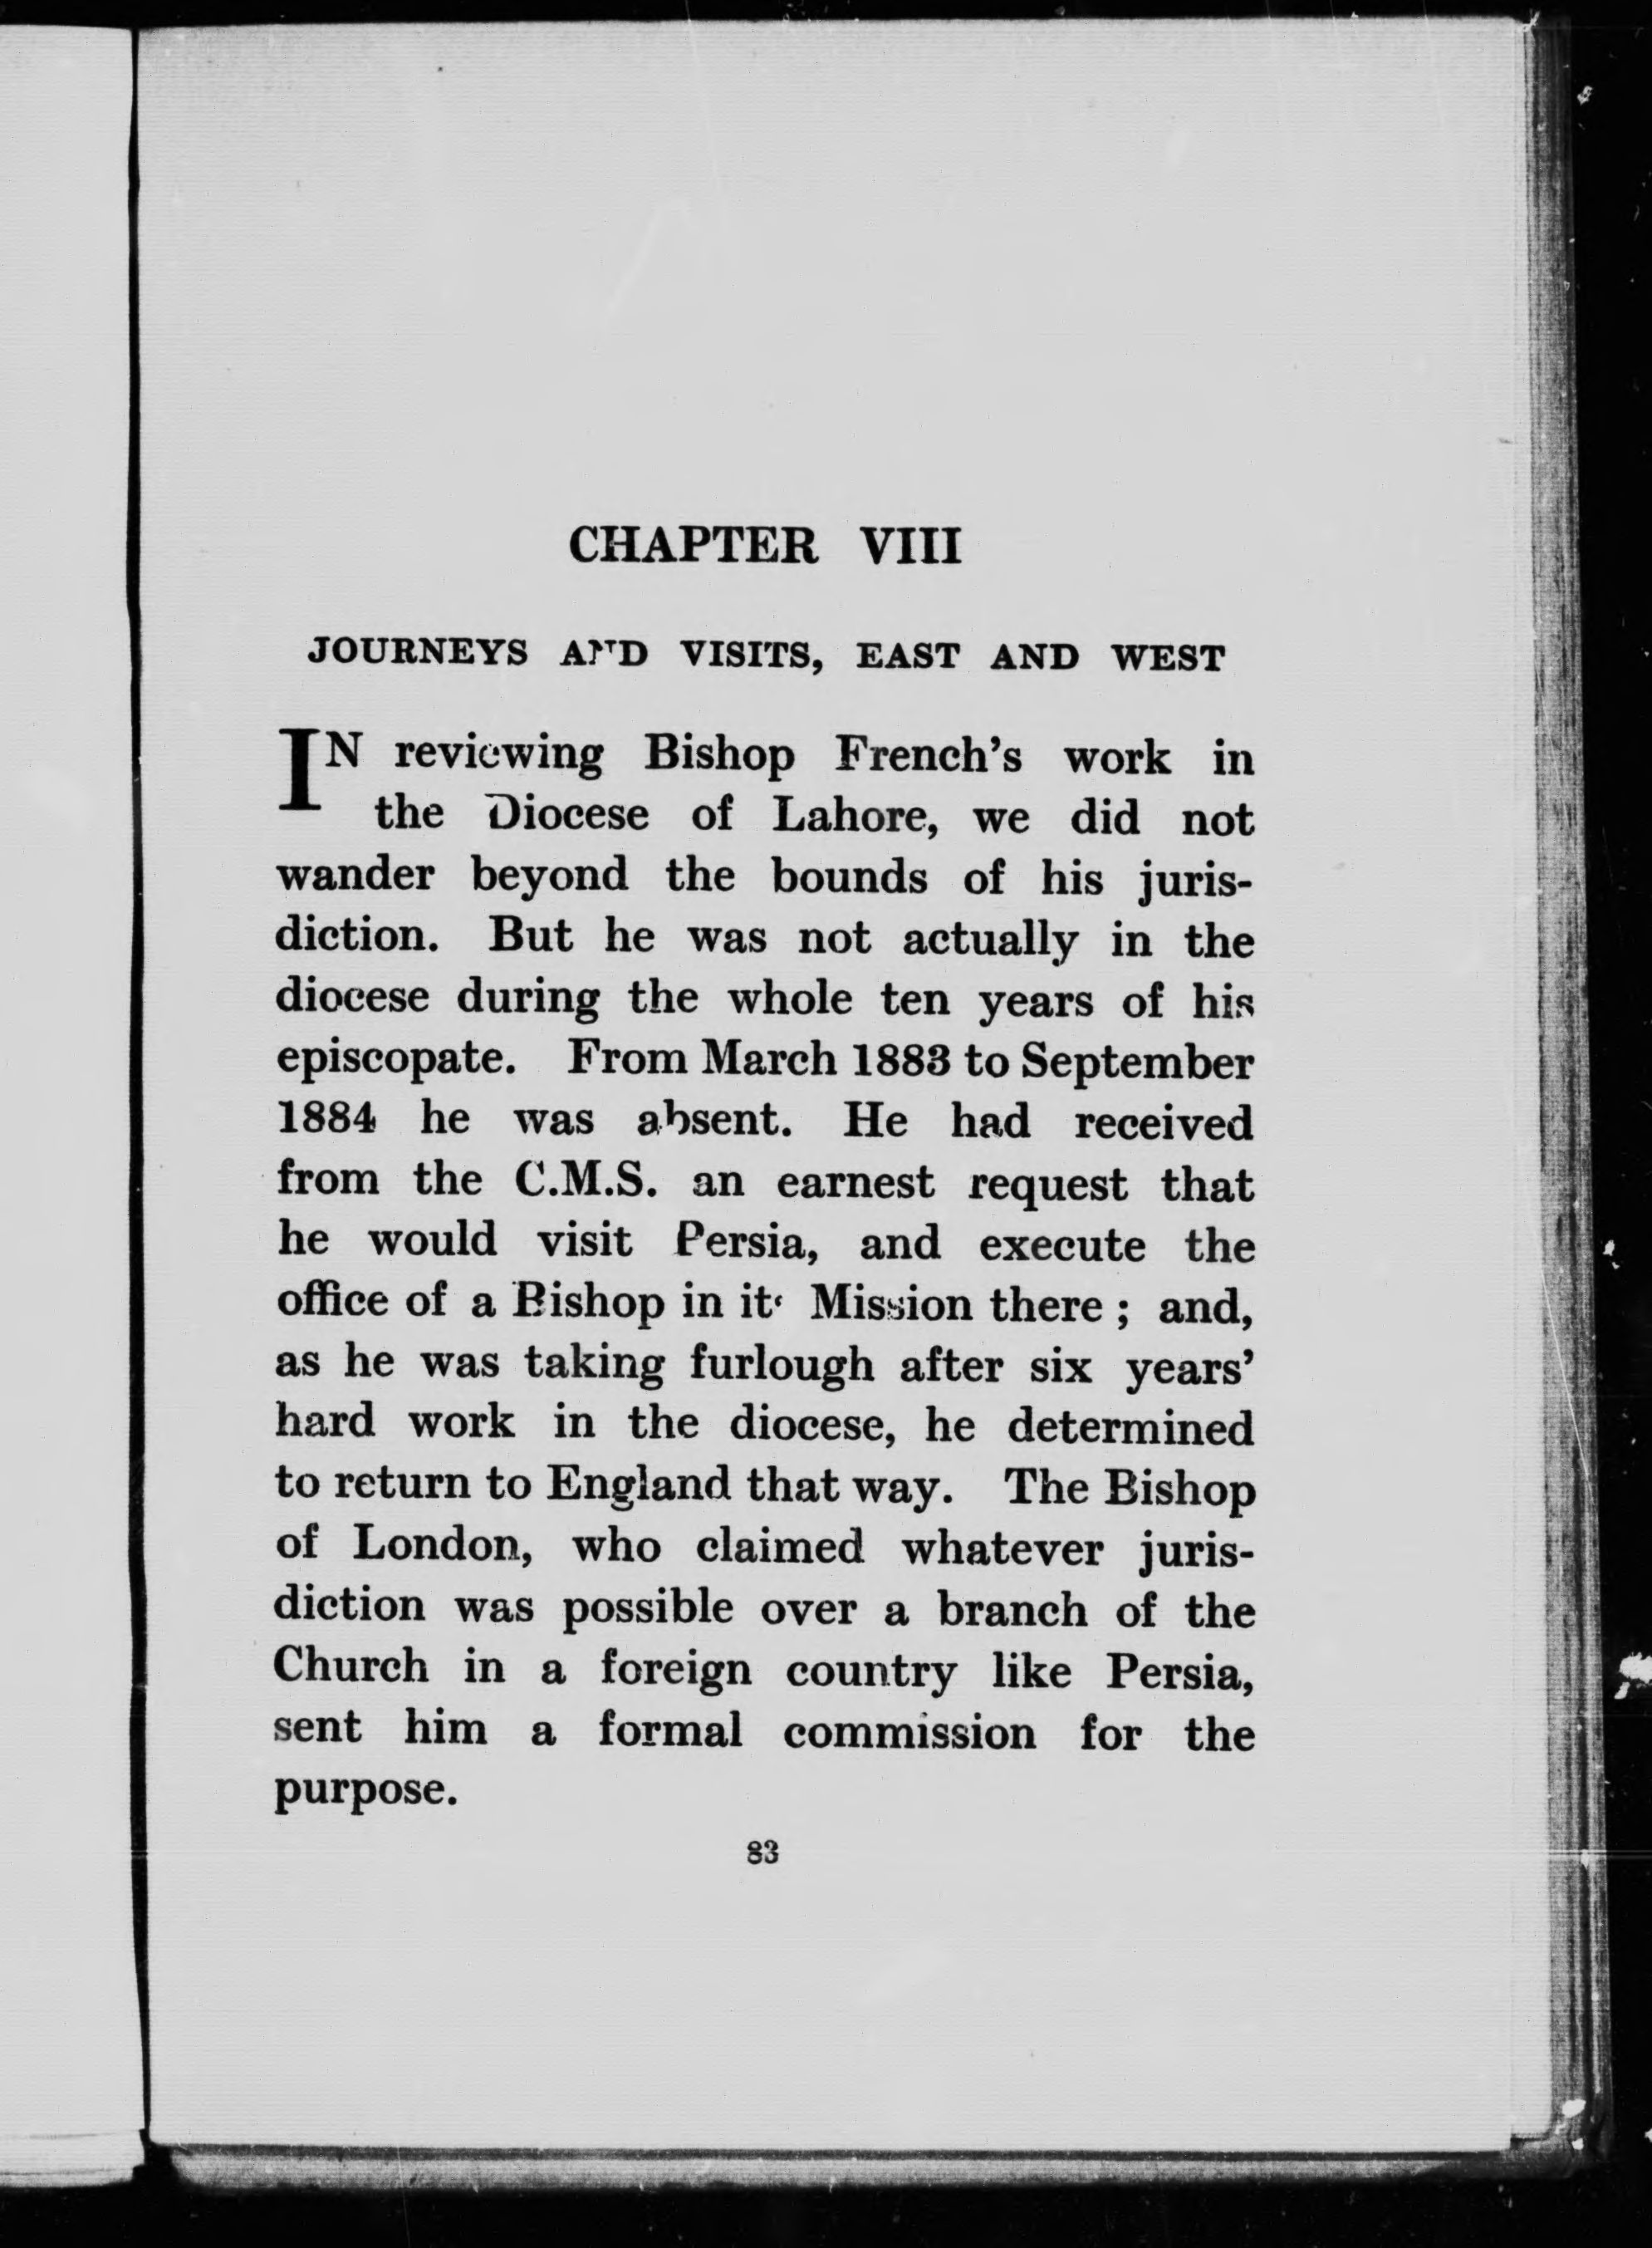 CHAPTER VIII
JOURNEYS AND VISITS, EAST AND WEST
IN reviewing Bishop French's work in
the Diocese of Lahore, we did not
wander beyond the bounds of his juris-
diction. But he was not actually in the
diocese during the whole ten years of his
episcopate. From March 1883 to September
1884 he was absent. He had received
from the C.M.S. an earnest request that
he would visit Persia, and execute the
office of a Bishop in its Mission there ; and,
as he was taking furlough after six years'
hard work in the diocese, he determined
to return to England that way. The Bishop
of London, who claimed whatever juris-
diction was possible over a branch of the
Church in a foreign country like Persia,
sent him a formal commission for the
purpose.
83